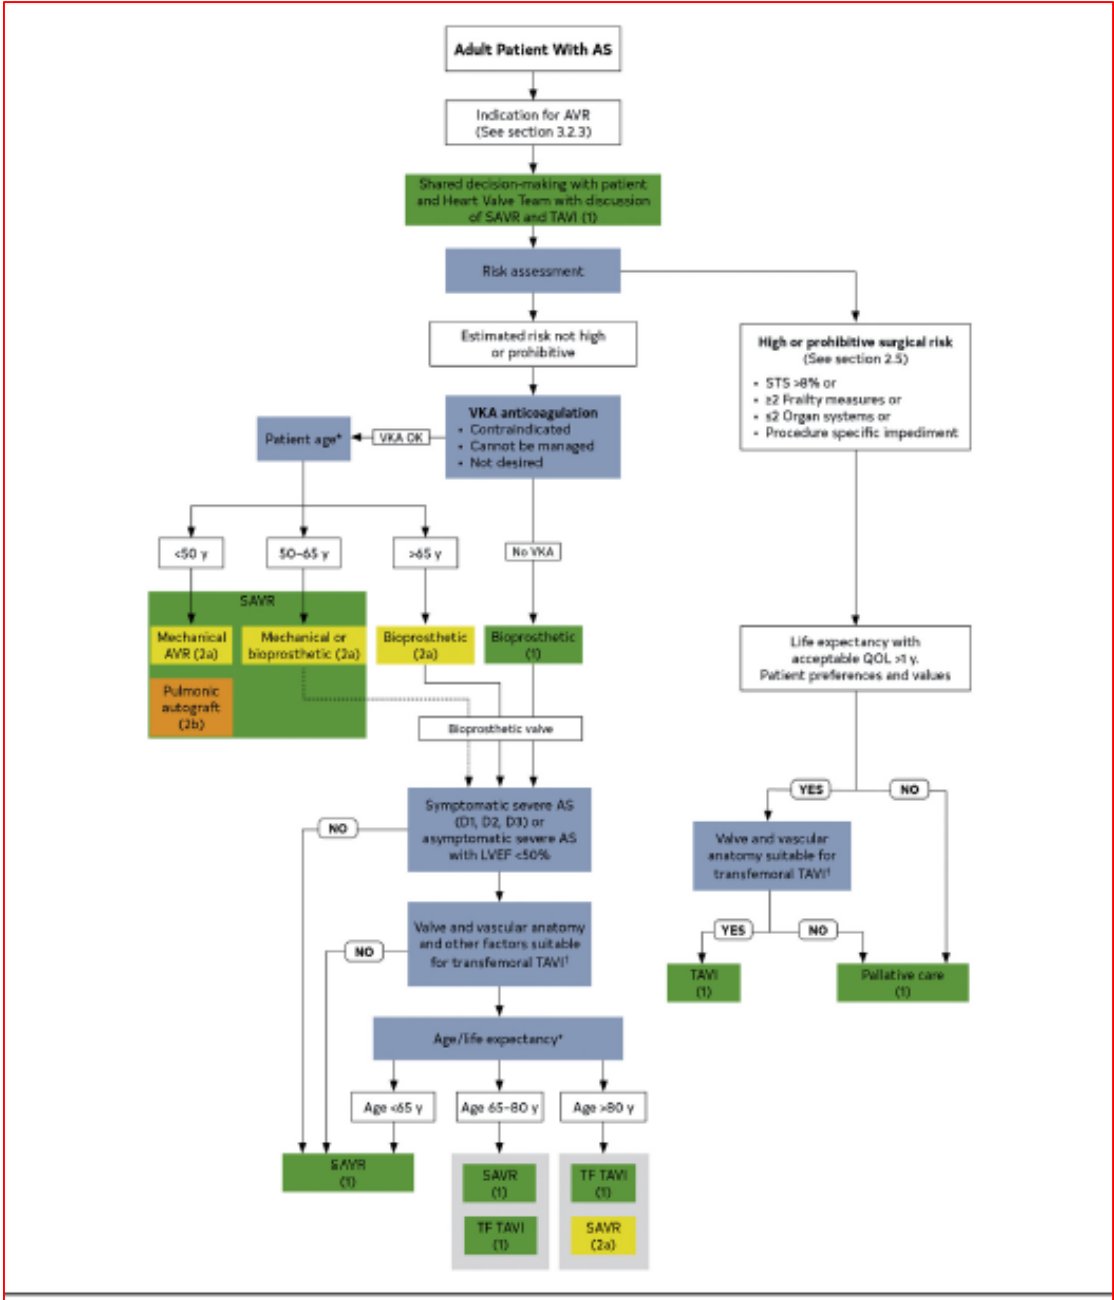 Adult Patient With AS
Indication for AVR
(See section 3.2.3)
Shared decision-making with patient
and Heart Valve Team with discussion
of SAVR and TAVI (1)
Risk assessment
Estimated risk not high
or prohibitive
High or prohibitive surgical risk
(See section 2.5)
• STS >8% or
• ≥2 Frailty measures or
• ≤2 Organ systems or
• Procedure specific impediment
VKA anticoagulation
• Contraindicated
• Cannot be managed
• Not desired
VKA OK
Patient age*
<50 y
50–65 y
>65 y
No VKA
SAVR
Mechanical
AVR (2a)
Mechanical or
bioprosthetic (2a)
Bioprosthetic
(2a)
Bioprosthetic
(1)
Pulmonic
autograft
(2b)
Life expectancy with
acceptable QOL >1 y.
Patient preferences and values
Bioprosthetic valve
YES
NO
Symptomatic severe AS
(D1, D2, D3) or
asymptomatic severe AS
with LVEF <50%
NO
Valve and vascular
anatomy suitable for
transfemoral TAVI†
YES
NO
Valve and vascular anatomy
and other factors suitable
for transfemoral TAVI†
NO
TAVI
(1)
Pallative care
(1)
Age/life expectancy*
Age <65 y
Age 65–80 y
Age >80 y
SAVR
(1)
SAVR
(1)
TF TAVI
(1)
TF TAVI
(1)
SAVR
(2a)